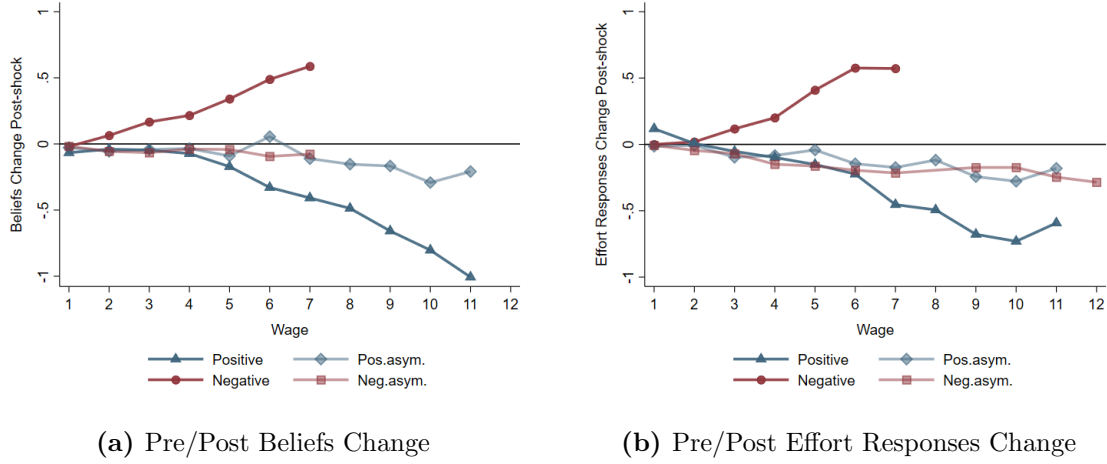 Beliefs Change Post-shock
1
.5
0
-.5
-1
1 2 3 4 5 6 7 8 9 10 11 12
Wage
Positive Pos.asym.
Negative Neg.asym.
(a) Pre/Post Beliefs Change
Effort Responses Change Post-shock
1
.5
0
-.5
-1
1 2 3 4 5 6 7 8 9 10 11 12
Wage
Positive Pos.asym.
Negative Neg.asym.
(b) Pre/Post Effort Responses Change